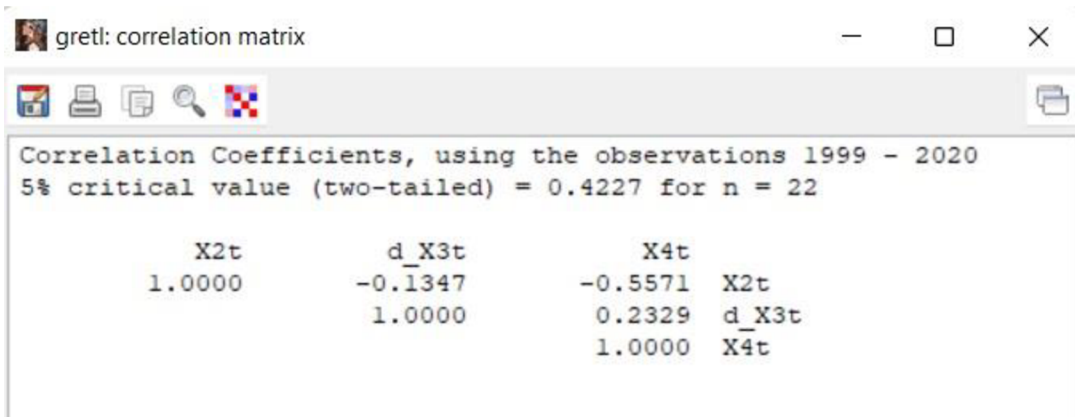 gretl: correlation matrix
Correlation Coefficients, using the observations 1999 - 2020
5% critical value (two-tailed) = 0.4227 for n = 22
X2t d_X3t X4t
1.0000 -0.1347 -0.5571 X2t
1.0000 0.2329 d_X3t
1.0000 X4t